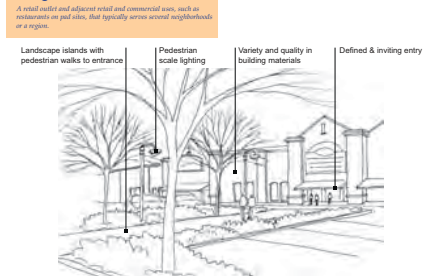 A retail outlet and adjacent retail and commercial uses, such as
restaurants on pad sites, that typically serves several neighborhoods
or a region.
Landscape islands with
pedestrian walks to entrance
Pedestrian
scale lighting
Variety and quality in
building materials
Defined & inviting entry